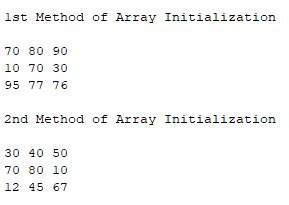 1st Method of Array Initialization
70 80 90
10 70 30
95 77 76
2nd Method of Array Initialization
30 40 50
70 80 10
12 45 67